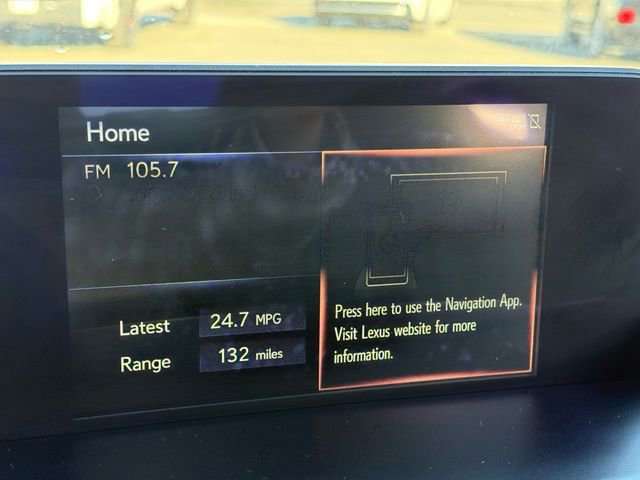 Home
FM 105.7
Latest 24.7 MPG
Range 132 miles
Press here to use the Navigation App.
Visit Lexus website for more
information.